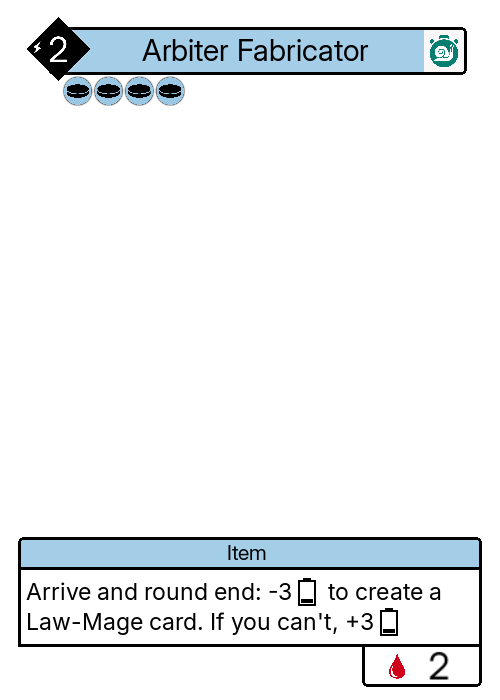 2
Arbiter Fabricator
Item
Arrive and round end: -3 to create a
Law-Mage card. If you can't, +3
2